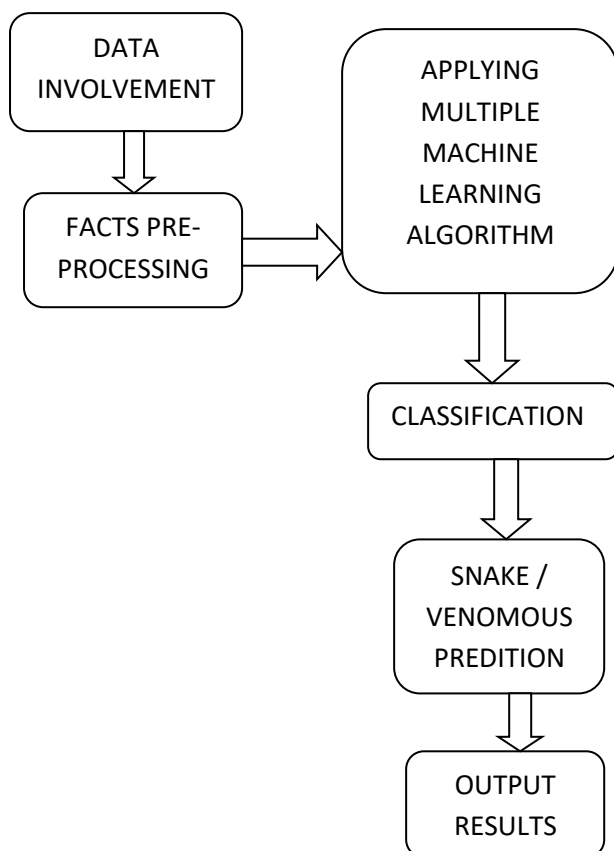 DATA
INVOLVEMENT
FACTS PRE-
PROCESSING
APPLYING
MULTIPLE
MACHINE
LEARNING
ALGORITHM
CLASSIFICATION
SNAKE /
VENOMOUS
PREDITION
OUTPUT
RESULTS